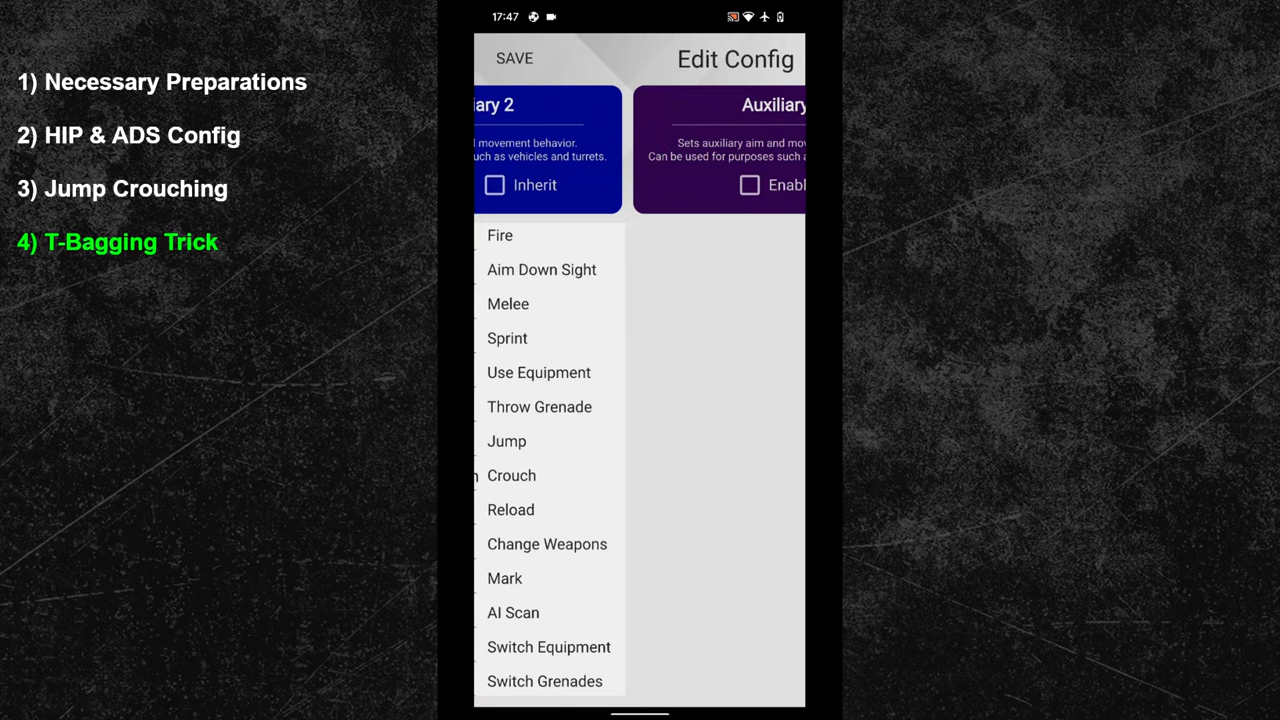 1) Necessary Preparations
2) HIP & ADS Config
3) Jump Crouching
4) T-Bagging Trick
17:47
SAVE
Edit Config
iary 2
movement behavior.
uch as vehicles and turrets.
Inherit
Auxiliary
Sets auxiliary aim and mov
Can be used for purposes such
Enabl
Fire
Aim Down Sight
Melee
Sprint
Use Equipment
Throw Grenade
Jump
Crouch
Reload
Change Weapons
Mark
AI Scan
Switch Equipment
Switch Grenades